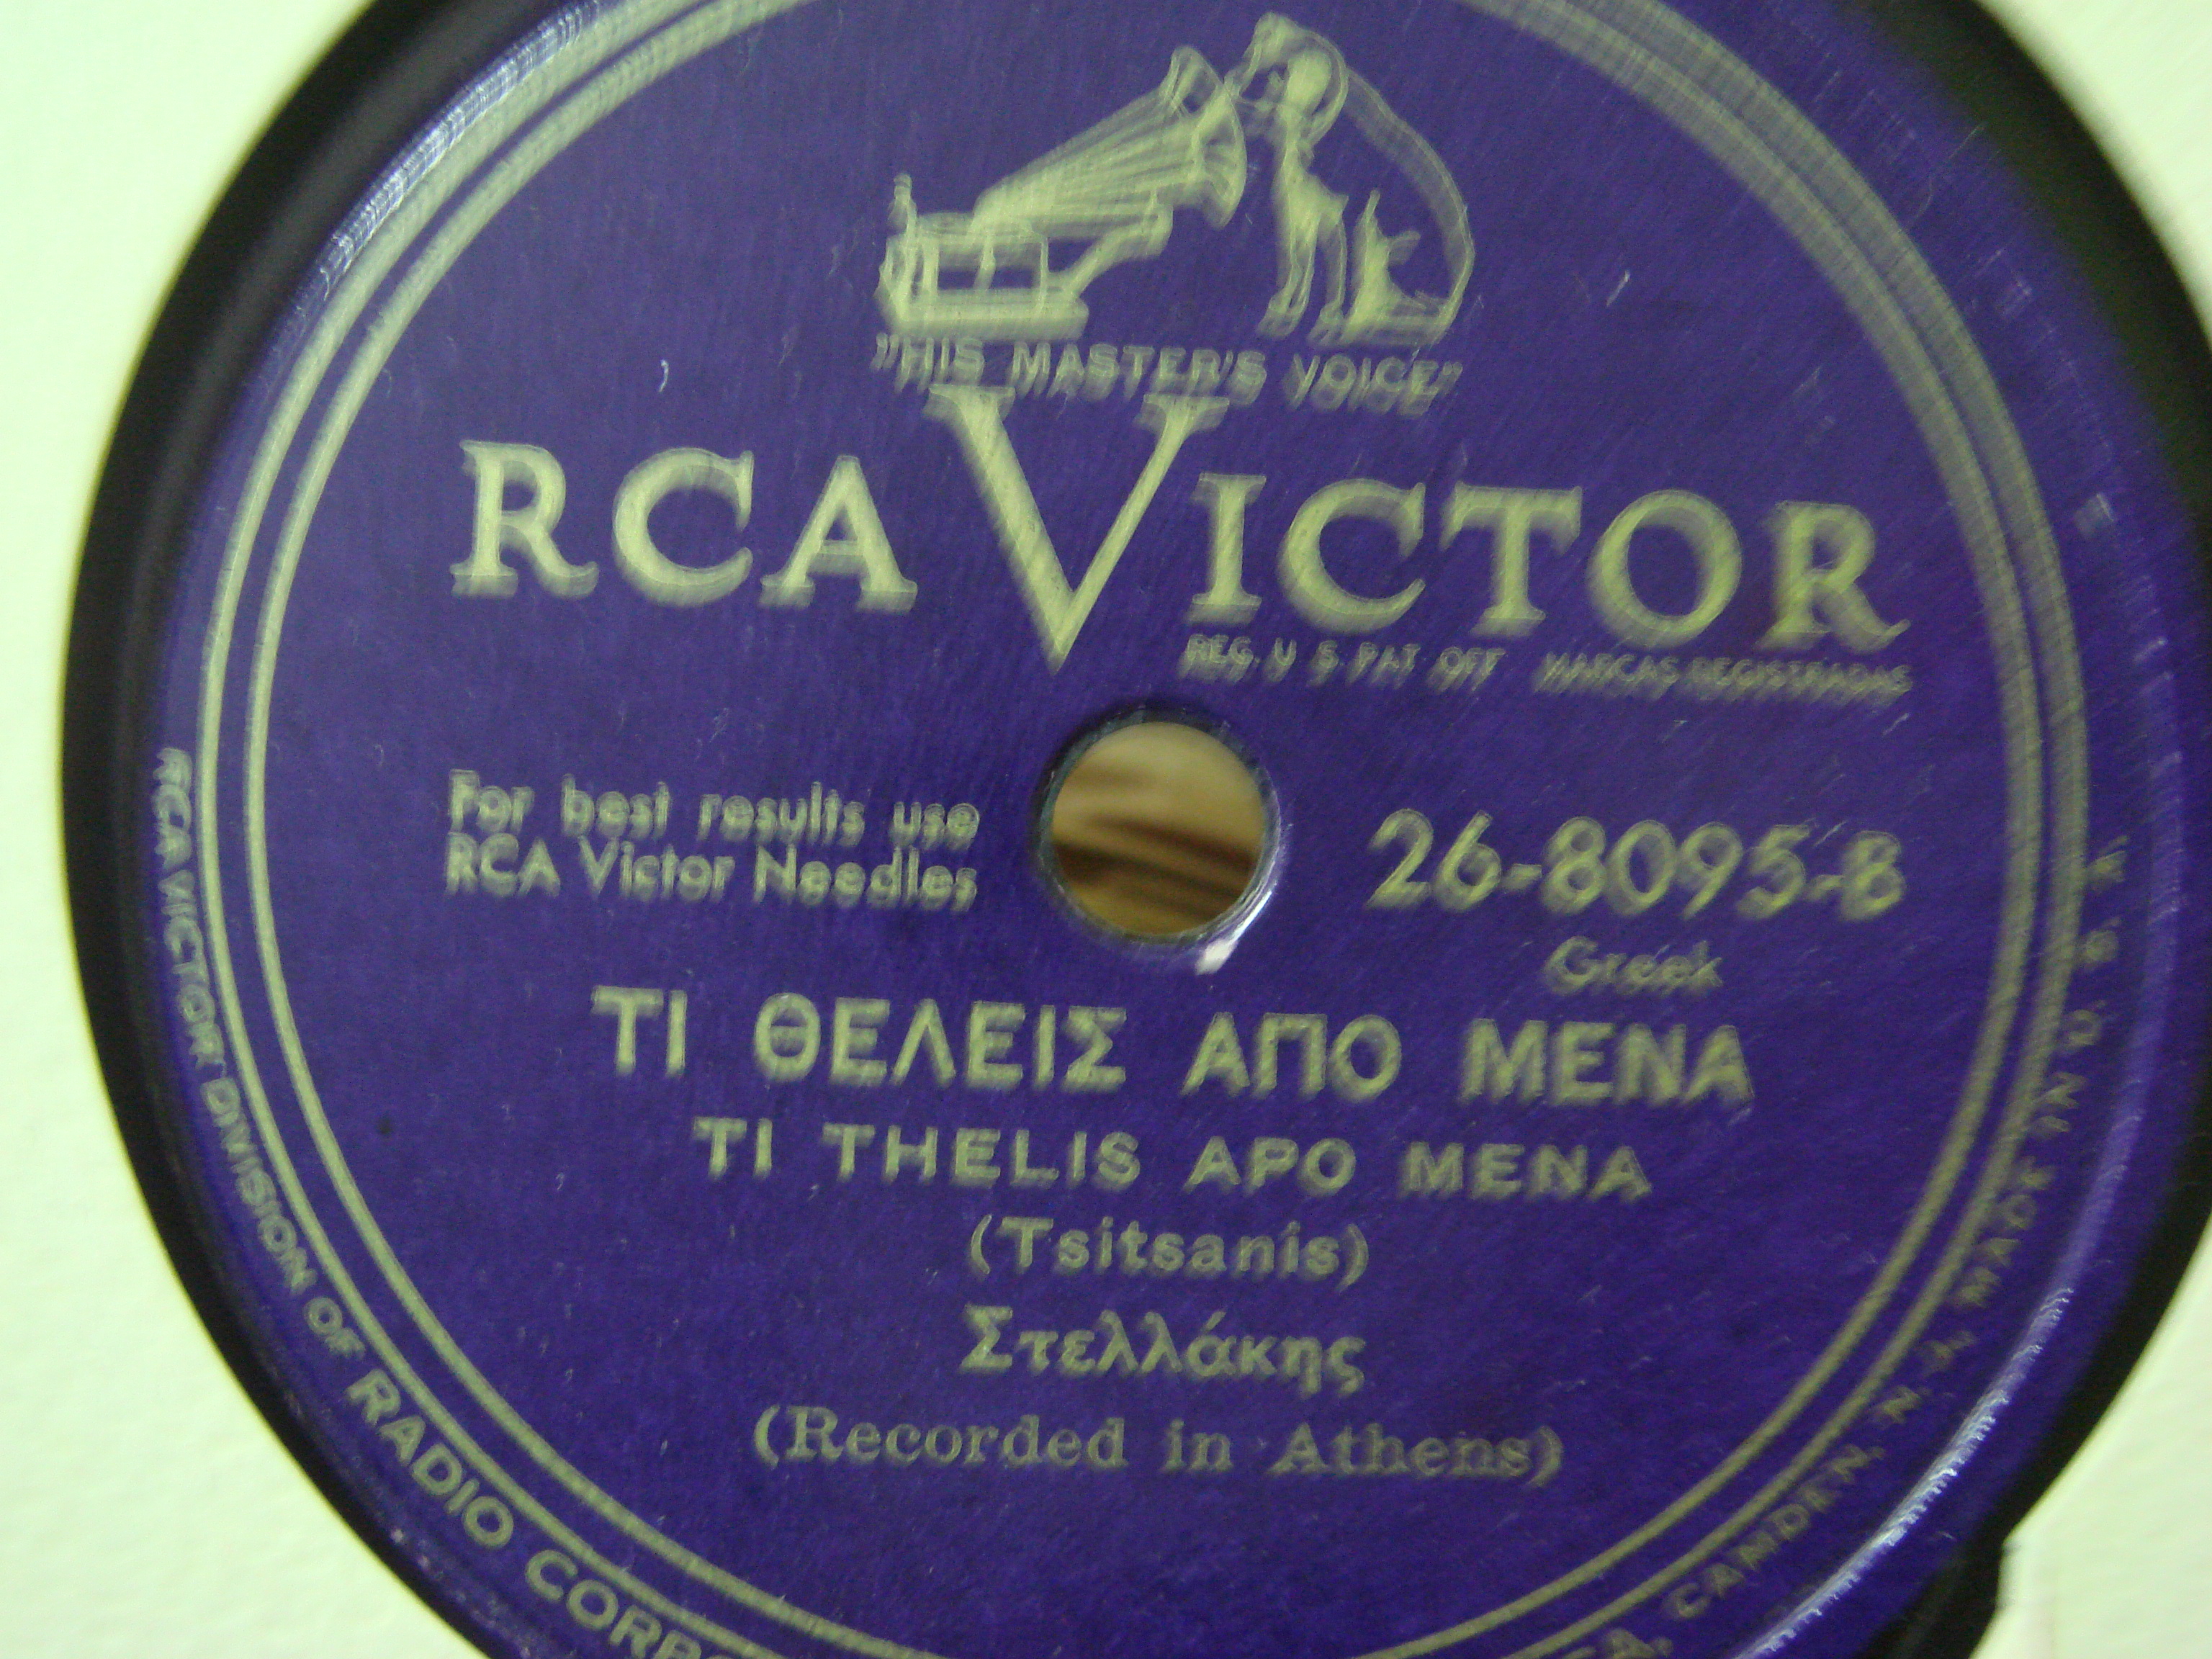 "HIS MASTER'S VOICE"
RCA VICTOR
REG. U S PAT OFF MARCAS REGISTRADAS
For best results use
RCA Victor Needles
26-8095-B
Greek
ΤΙ ΘΕΛΕΙΣ ΑΠΟ ΜΕΝΑ
TI THELIS APO MENA
(Tsitsanis)
Στελλάκης
(Recorded in Athens)
RCA VICTOR DIVISION OF RADIO
CAMDEN, N. J. MADE IN U. S.